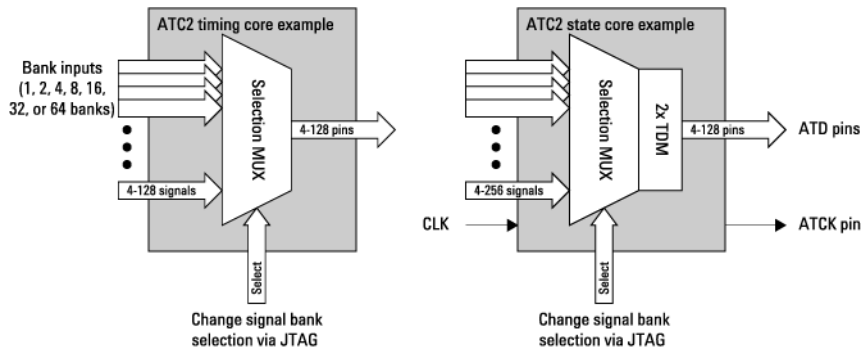 ATC2 timing core example
Bank inputs
(1, 2, 4, 8, 16,
32, or 64 banks)
Selection MUX
4-128 pins
4-128 signals
Select
Change signal bank
selection via JTAG
ATC2 state core example
Selection MUX
2x TDM
4-128 pins
ATD pins
4-256 signals
CLK
ATCK pin
Select
Change signal bank
selection via JTAG